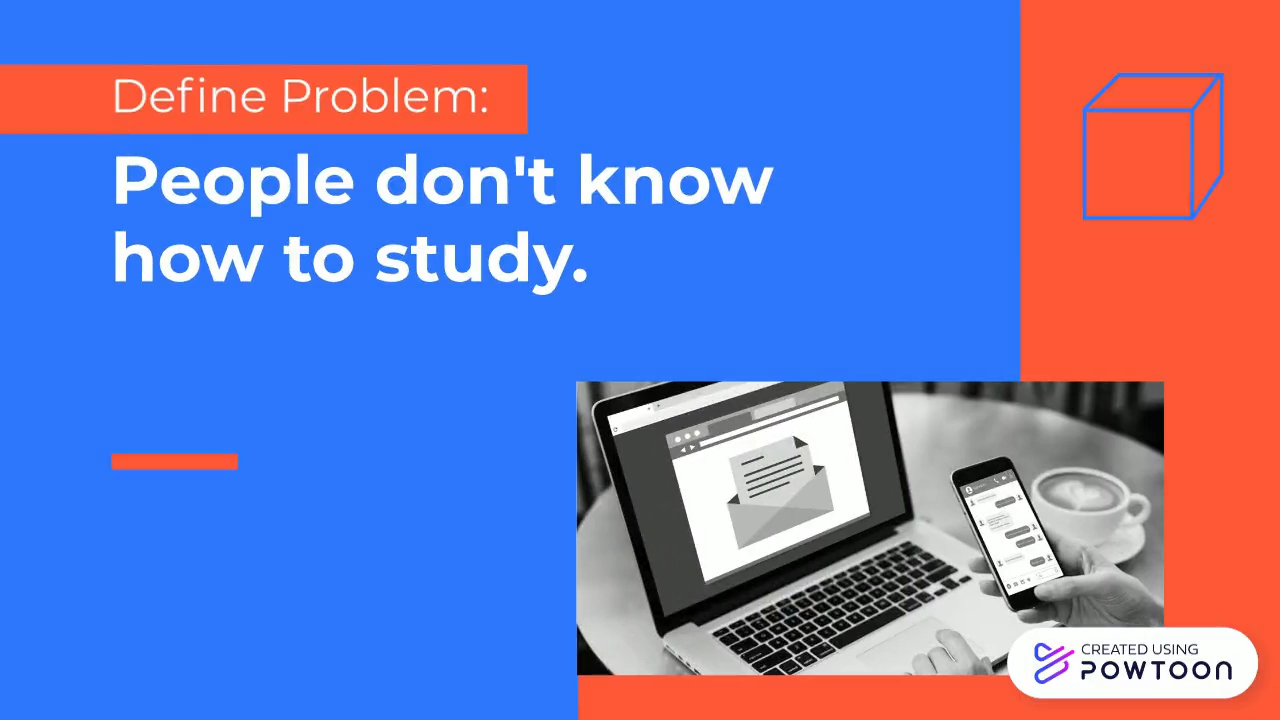 Define Problem:
People don't know
how to study.
CREATED USING
POWTOON